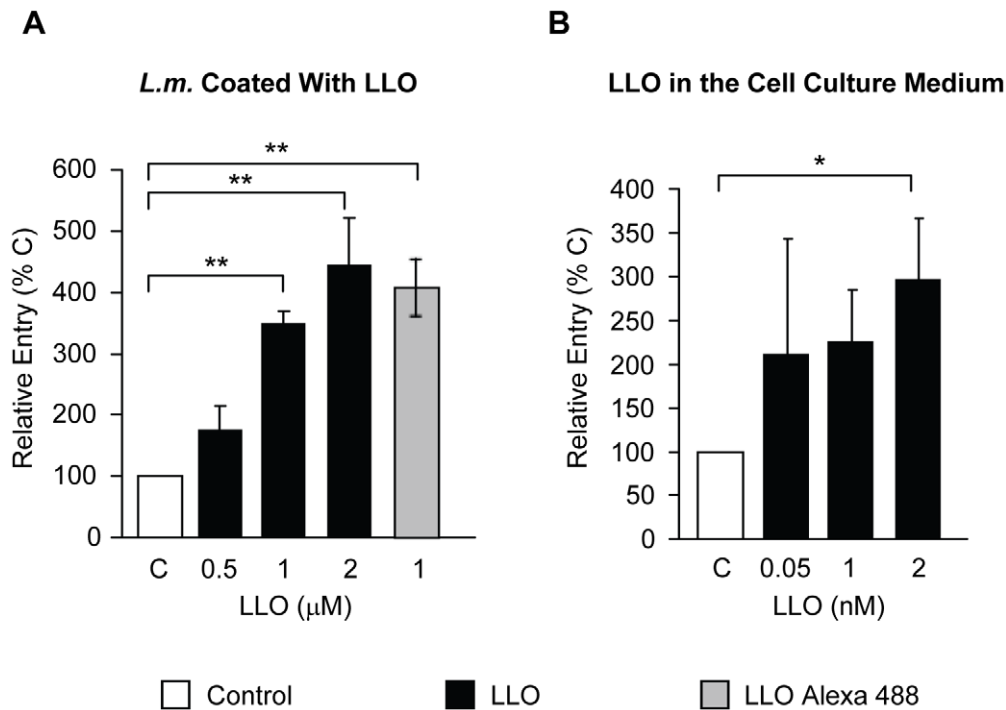 A
L.m. Coated With LLO
Relative Entry (% C)
600
500
400
300
200
100
0
**
**
**
C 0.5 1 2 1
LLO (μM)
B
LLO in the Cell Culture Medium
Relative Entry (% C)
400
350
300
250
200
150
100
50
0
*
C 0.05 1 2
LLO (nM)
Control LLO LLO Alexa 488